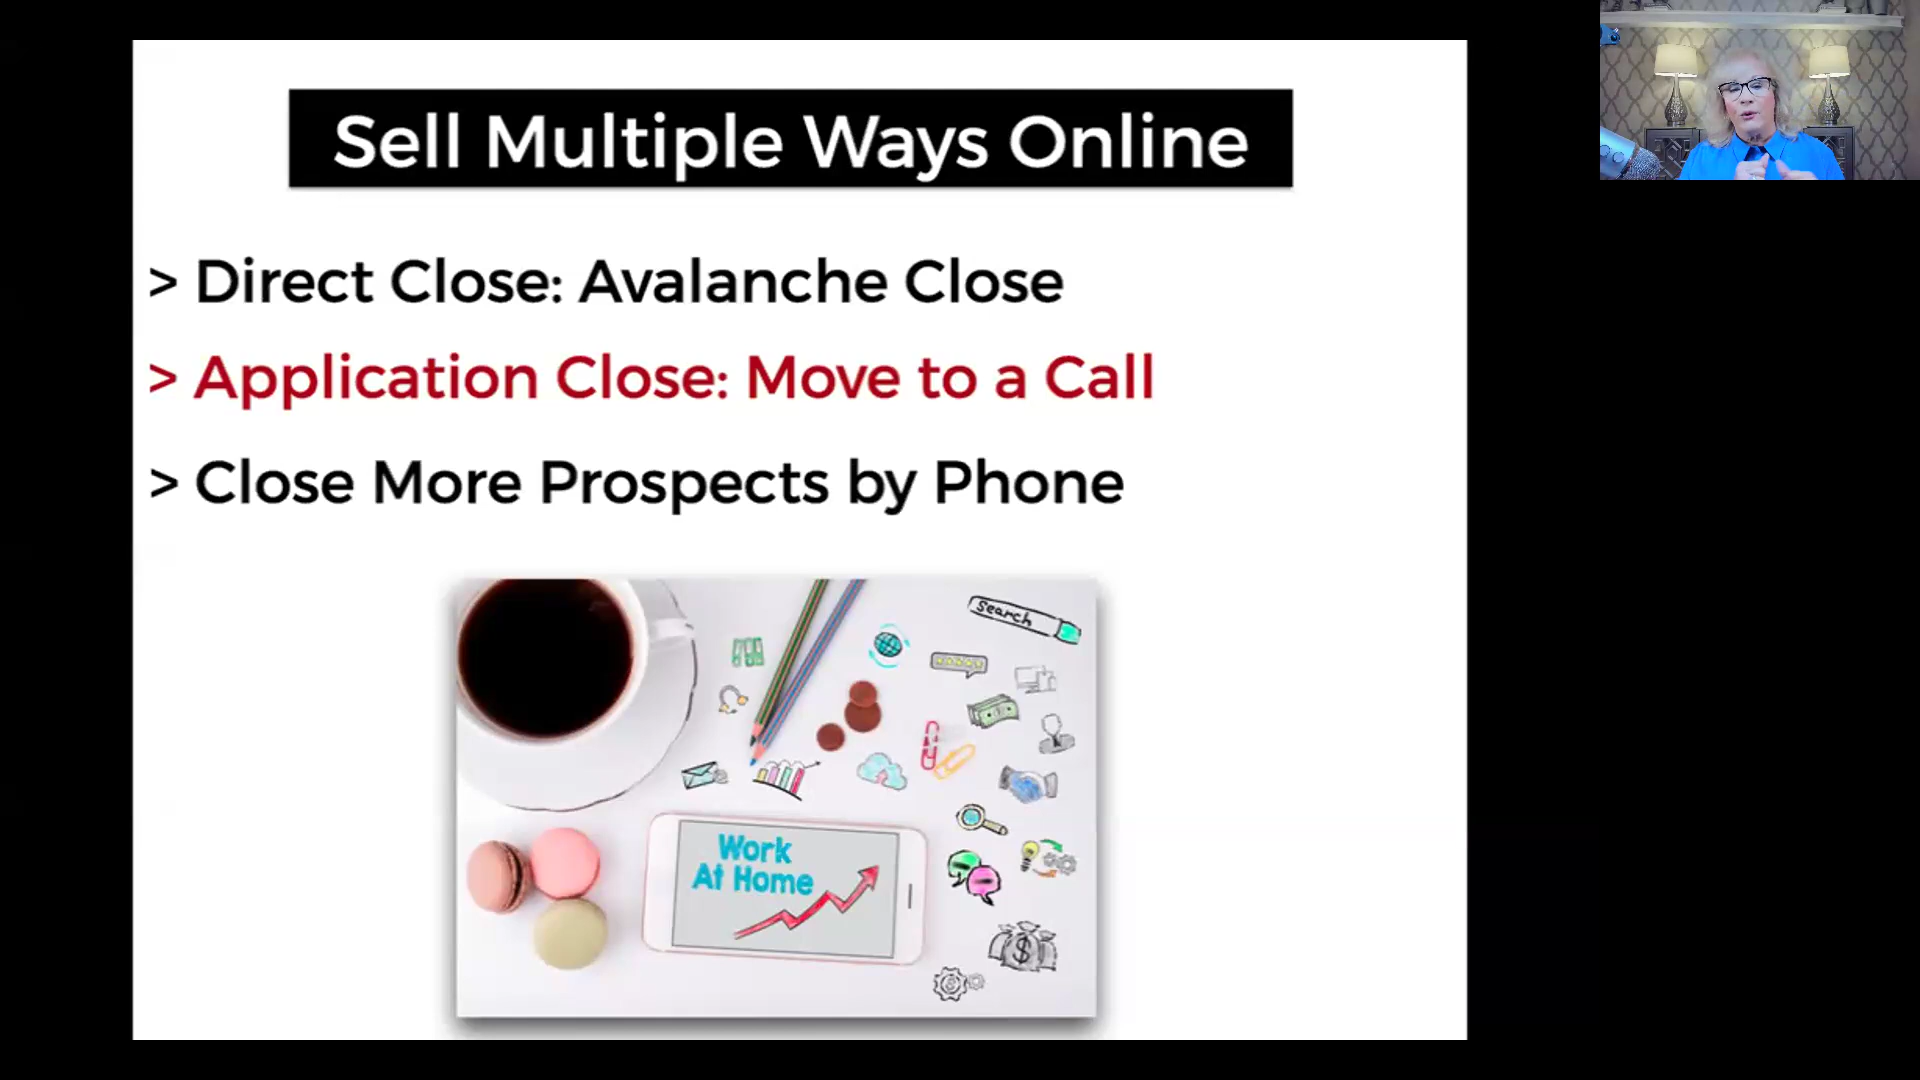 Sell Multiple Ways Online
> Direct Close: Avalanche Close
> Application Close: Move to a Call
> Close More Prospects by Phone
Search
Work
At Home
$